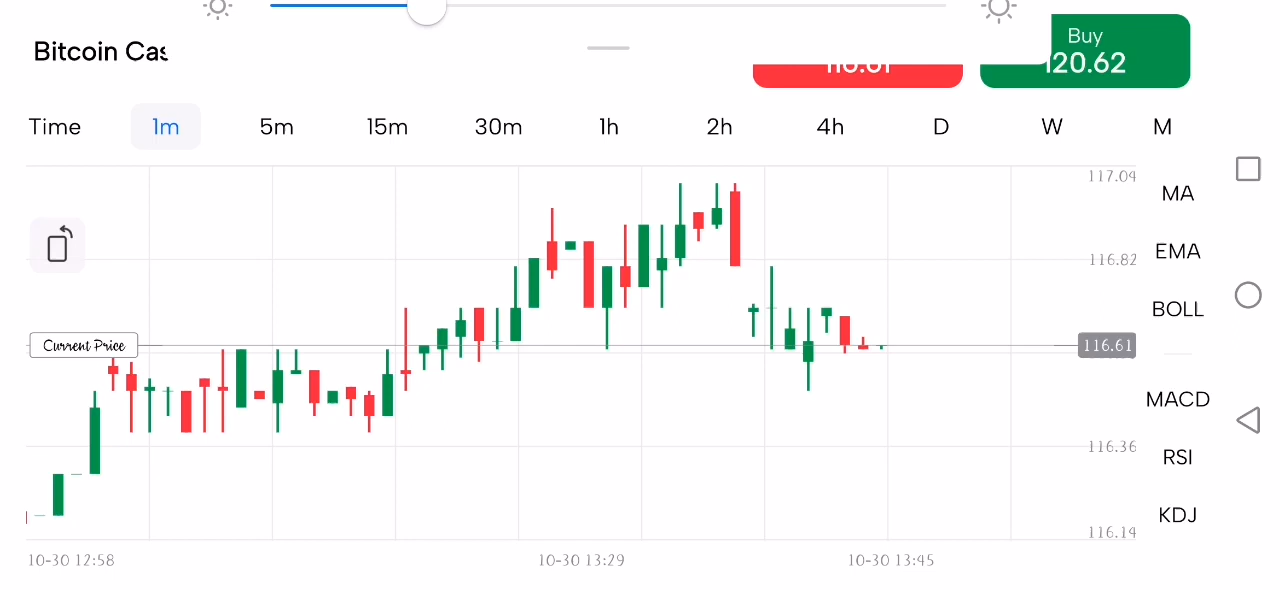 Bitcoin Cas
Buy
120.62
Time 1m 5m 15m 30m 1h 2h 4h D W M
117.04
MA
116.82
EMA
BOLL
Current Price
116.61
MACD
116.36
RSI
KDJ
116.14
10-30 12:58 10-30 13:29 10-30 13:45